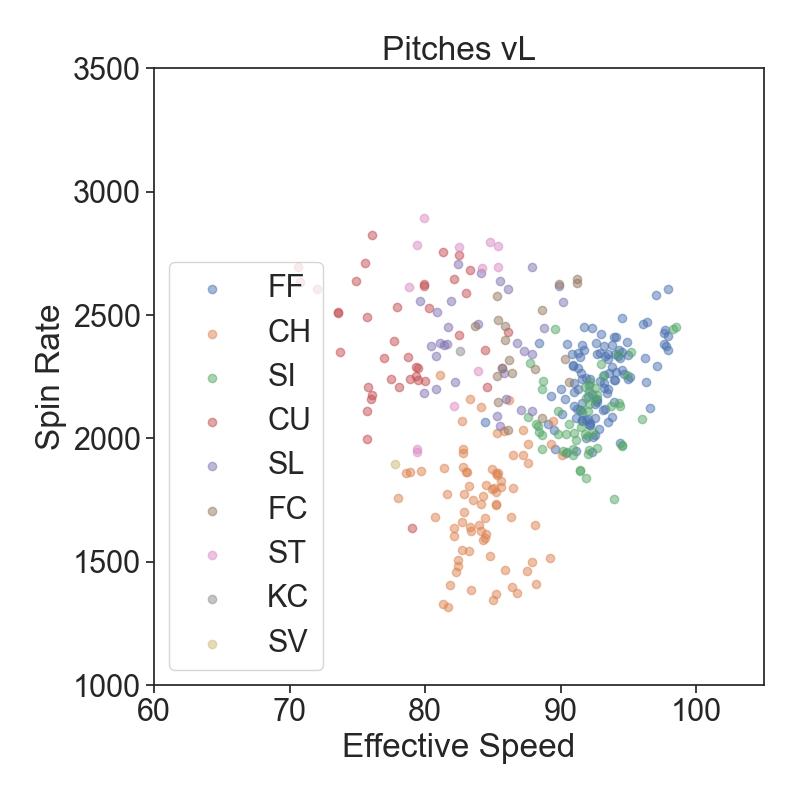 Pitches vL
3500
3000
2500
2000
1500
1000
Spin Rate
FF
CH
SI
CU
SL
FC
ST
KC
SV
60 70 80 90 100
Effective Speed